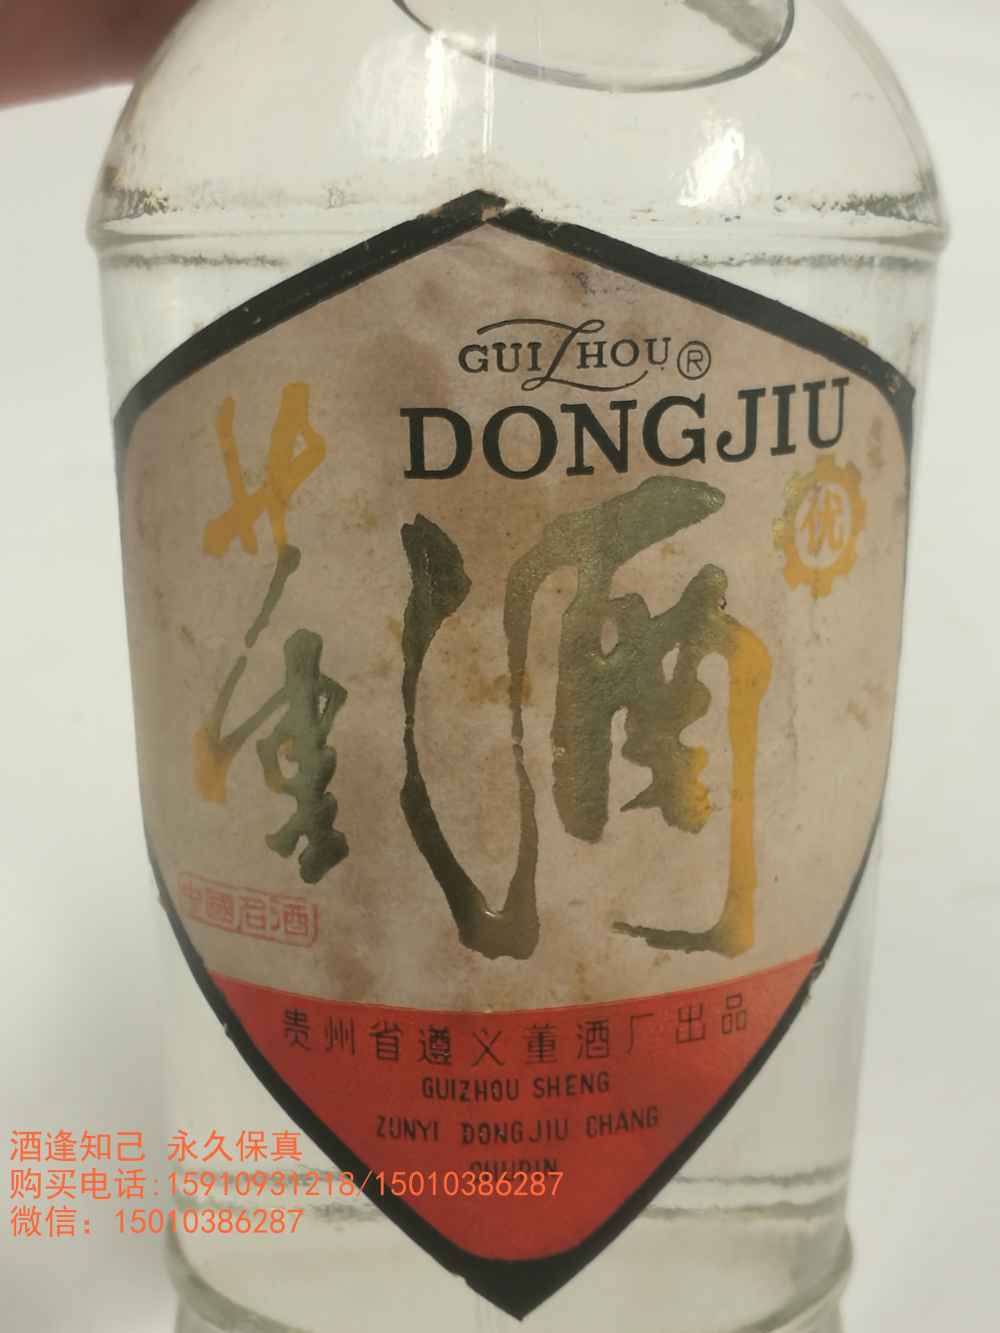 GUIZHOU®
DONGJIU
优
董酒
中國名酒
贵州省遵义董酒厂出品
GUIZHOU SHENG
ZUNYI DONGJIU CHANG
CHUPIN
酒逢知己 永久保真
购买电话:15910931218/15010386287
微信：15010386287